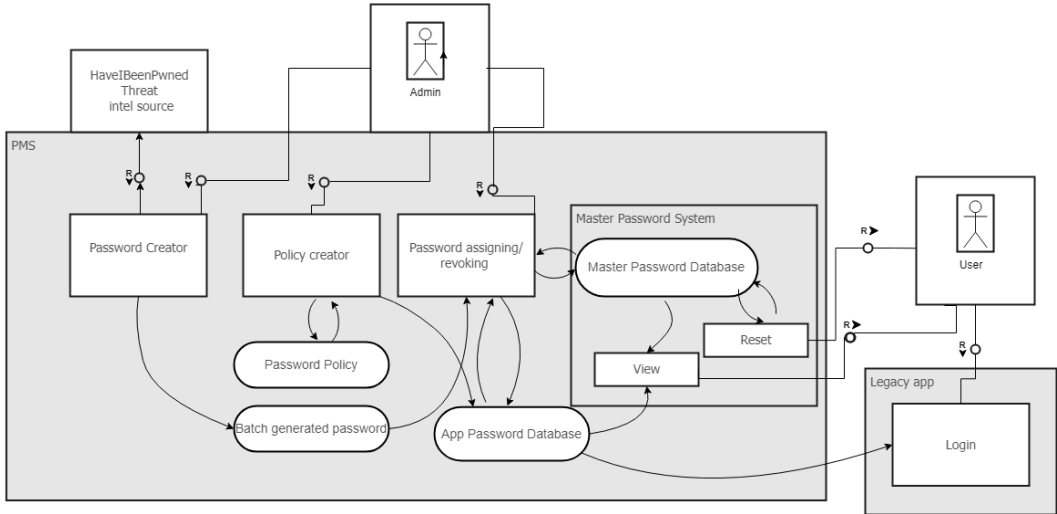 HaveIBeenPwned
Threat
intel source
Admin
PMS
R
R
R
R
Password Creator
Policy creator
Password assigning/
revoking
Master Password System
Master Password Database
Reset
View
Password Policy
Batch generated password
App Password Database
R
R
User
R
Legacy app
Login